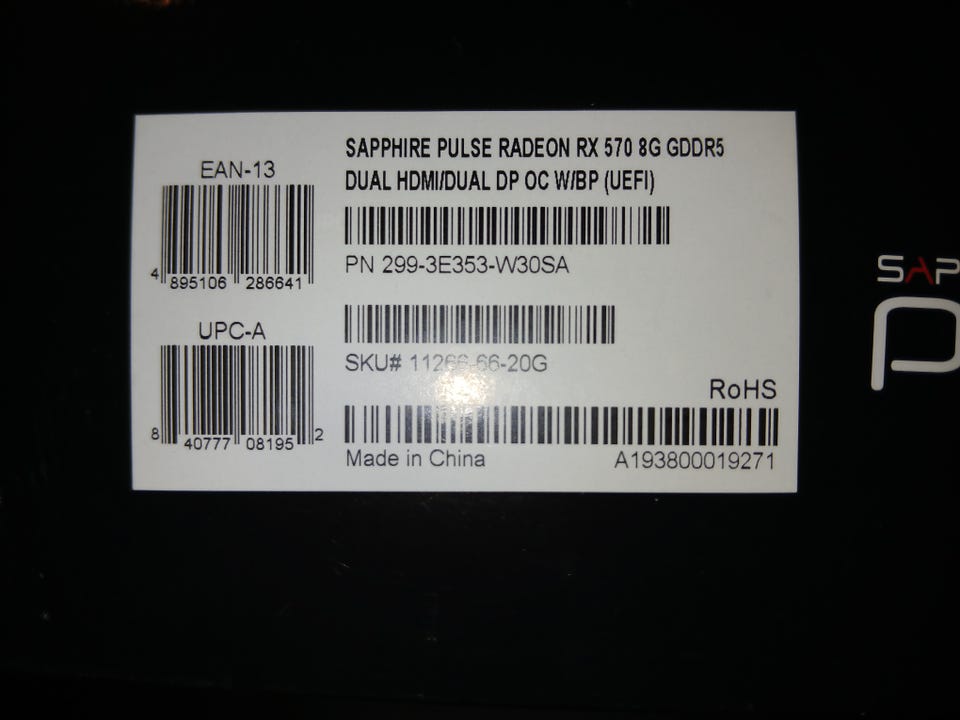 EAN-13
4 895106 286641
UPC-A
8 40777 08195 2
SAPPHIRE PULSE RADEON RX 570 8G GDDR5
DUAL HDMI/DUAL DP OC W/BP (UEFI)
PN 299-3E353-W30SA
SKU# 11266-66-20G
RoHS
Made in China
A193800019271
SAP
P